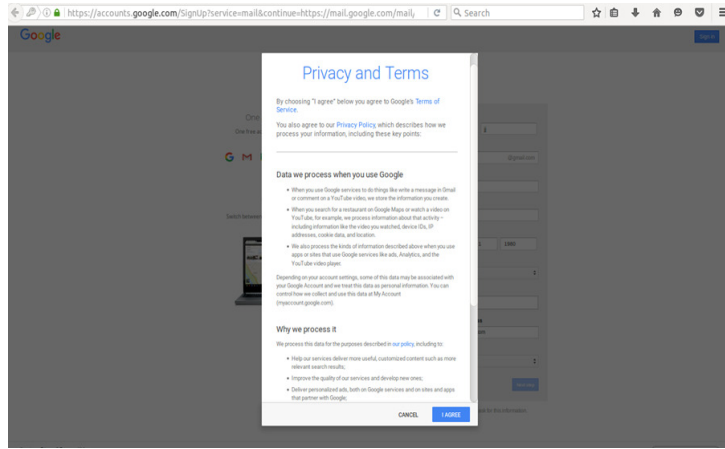 https://accounts.google.com/SignUp?service=mail&continue=https://mail.google.com/mail/
Search
Google
Sign in
Privacy and Terms
By choosing "I agree" below you agree to Google's Terms of
Service.
You also agree to our Privacy Policy, which describes how we
process your information, including these key points:
Data we process when you use Google
• When you use Google services to do things like write a message in Gmail
or comment on a YouTube video, we store the information you create.
• When you search for a restaurant on Google Maps or watch a video on
YouTube, for example, we process information about that activity –
including information like the video you watched, device IDs, IP
addresses, cookie data, and location.
• We also process the kinds of information described above when you use
apps or sites that use Google services like ads, Analytics, and the
YouTube video player.
Depending on your account settings, some of this data may be associated with
your Google Account and we treat this data as personal information. You can
control how we collect and use this data at My Account
(myaccount.google.com).
Why we process it
We process this data for the purposes described in our policy, including to:
• Help our services deliver more useful, customized content such as more
relevant search results;
• Improve the quality of our services and develop new ones;
• Deliver personalized ads, both on Google services and on sites and apps
that partner with Google;
CANCEL
I AGREE
One
One free a
G M
@gmail.com
Switch between
1990